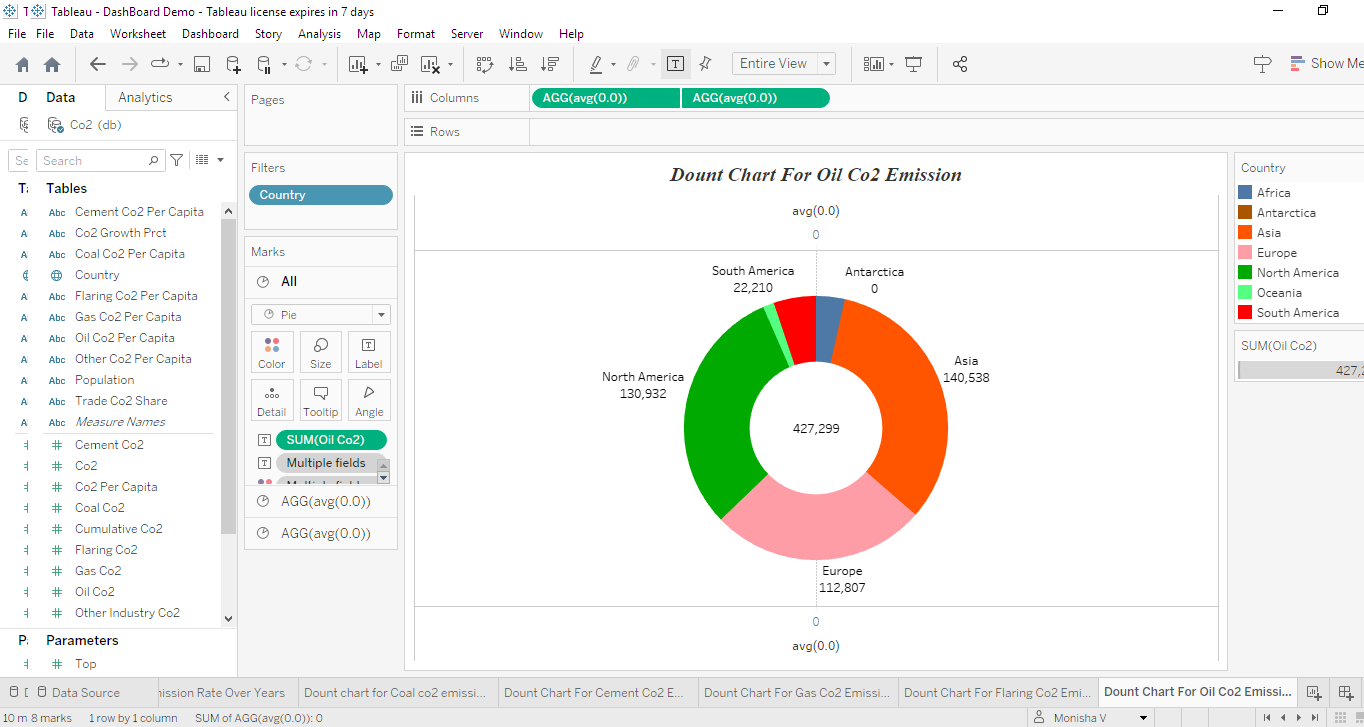 T Tableau - DashBoard Demo - Tableau license expires in 7 days
File File Data Worksheet Dashboard Story Analysis Map Format Server Window Help
Entire View
Show Me
D Data Analytics
Co2 (db)
Se Search
Tables
Abc Cement Co2 Per Capita
Abc Co2 Growth Prct
Abc Coal Co2 Per Capita
Country
Abc Flaring Co2 Per Capita
Abc Gas Co2 Per Capita
Abc Oil Co2 Per Capita
Abc Other Co2 Per Capita
Abc Population
Abc Trade Co2 Share
Abc Measure Names
# Cement Co2
# Co2
# Co2 Per Capita
# Coal Co2
# Cumulative Co2
# Flaring Co2
# Gas Co2
# Oil Co2
# Other Industry Co2
Parameters
# Top
Pages
Filters
Country
Marks
All
Pie
Color Size Label
Detail Tooltip Angle
T SUM(Oil Co2)
T Multiple fields
AGG(avg(0.0))
AGG(avg(0.0))
Columns AGG(avg(0.0)) AGG(avg(0.0))
Rows
Dount Chart For Oil Co2 Emission
avg(0.0)
0
South America
22,210
Antarctica
0
Asia
140,538
North America
130,932
427,299
Europe
112,807
0
avg(0.0)
Country
Africa
Antarctica
Asia
Europe
North America
Oceania
South America
SUM(Oil Co2)
427,2
Data Source
ission Rate Over Years
Dount chart for Coal co2 emissi...
Dount Chart For Cement Co2 E...
Dount Chart For Gas Co2 Emissi...
Dount Chart For Flaring Co2 Emi...
Dount Chart For Oil Co2 Emissi...
10 m 8 marks 1 row by 1 column SUM of AGG(avg(0.0)): 0
Monisha V